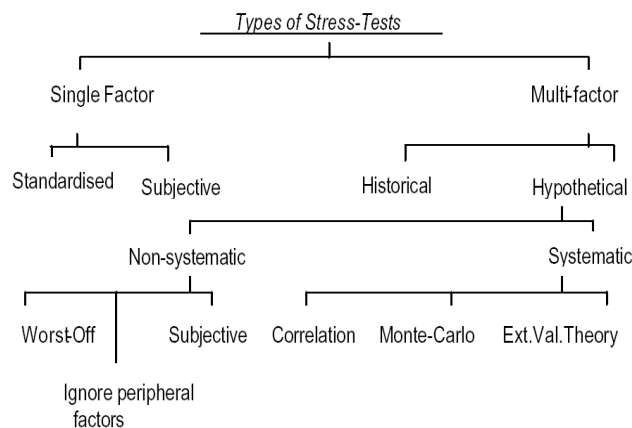 Types of Stress-Tests
Single Factor
Multi-factor
Standardised
Subjective
Historical
Hypothetical
Non-systematic
Systematic
Worst-Off
Subjective
Correlation
Monte-Carlo
Ext.Val.Theory
Ignore peripheral
factors